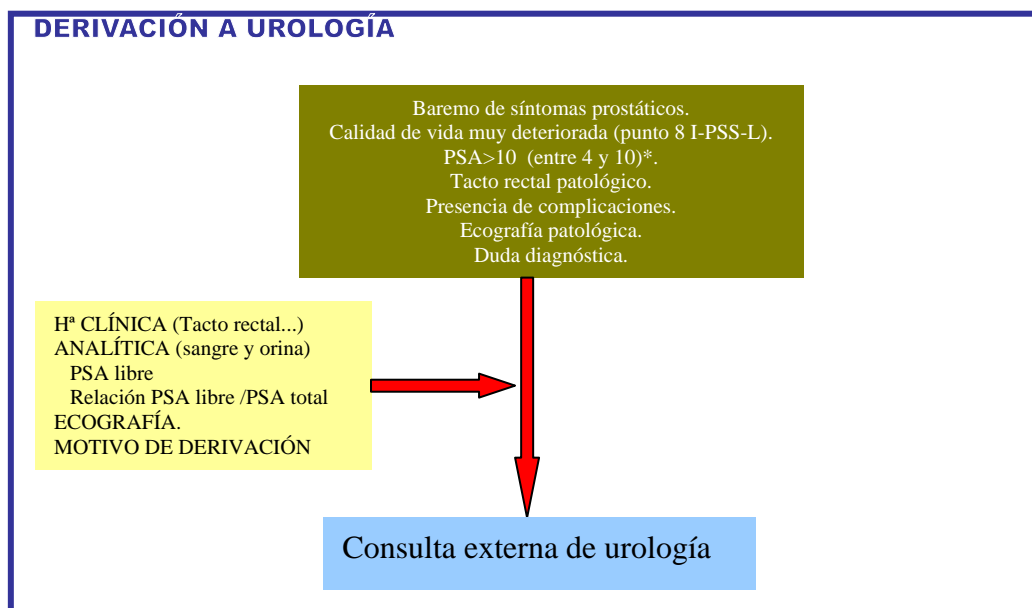 DERIVACIÓN A UROLOGÍA
Baremo de síntomas prostáticos.
Calidad de vida muy deteriorada (punto 8 I-PSS-L).
PSA>10  (entre 4 y 10)*.
Tacto rectal patológico.
Presencia de complicaciones.
Ecografía patológica.
Duda diagnóstica.
Hª CLÍNICA (Tacto rectal...)
ANALÍTICA (sangre y orina)
PSA libre
Relación PSA libre /PSA total
ECOGRAFÍA.
MOTIVO DE DERIVACIÓN
Consulta externa de urología